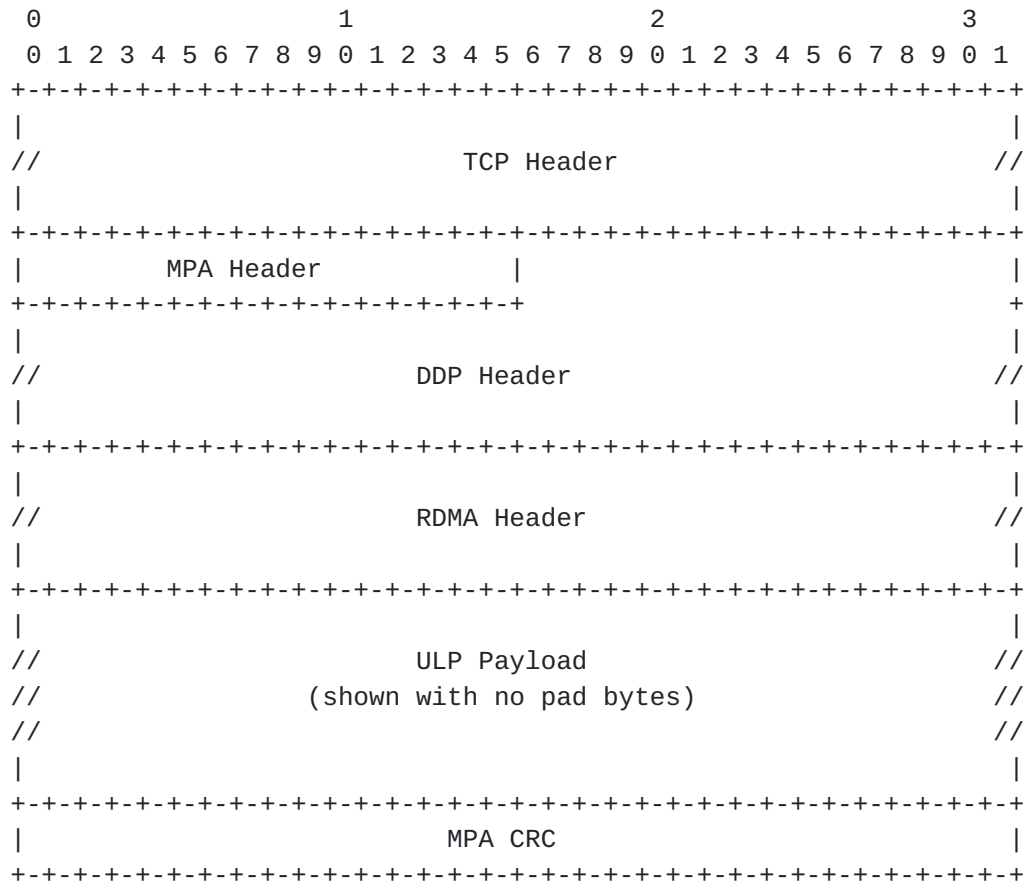 0                   1                   2                   3
 0 1 2 3 4 5 6 7 8 9 0 1 2 3 4 5 6 7 8 9 0 1 2 3 4 5 6 7 8 9 0 1
+-+-+-+-+-+-+-+-+-+-+-+-+-+-+-+-+-+-+-+-+-+-+-+-+-+-+-+-+-+-+-+-+
|                                                               |
//                           TCP Header                        //
|                                                               |
+-+-+-+-+-+-+-+-+-+-+-+-+-+-+-+-+-+-+-+-+-+-+-+-+-+-+-+-+-+-+-+-+
|         MPA Header            |                               |
+-+-+-+-+-+-+-+-+-+-+-+-+-+-+-+-+                               +
|                                                               |
//                        DDP Header                           //
|                                                               |
+-+-+-+-+-+-+-+-+-+-+-+-+-+-+-+-+-+-+-+-+-+-+-+-+-+-+-+-+-+-+-+-+
|                                                               |
//                        RDMA Header                          //
|                                                               |
+-+-+-+-+-+-+-+-+-+-+-+-+-+-+-+-+-+-+-+-+-+-+-+-+-+-+-+-+-+-+-+-+
|                                                               |
//                        ULP Payload                          //
//                 (shown with no pad bytes)                   //
//                                                             //
|                                                               |
+-+-+-+-+-+-+-+-+-+-+-+-+-+-+-+-+-+-+-+-+-+-+-+-+-+-+-+-+-+-+-+-+
|                           MPA CRC                             |
+-+-+-+-+-+-+-+-+-+-+-+-+-+-+-+-+-+-+-+-+-+-+-+-+-+-+-+-+-+-+-+-+